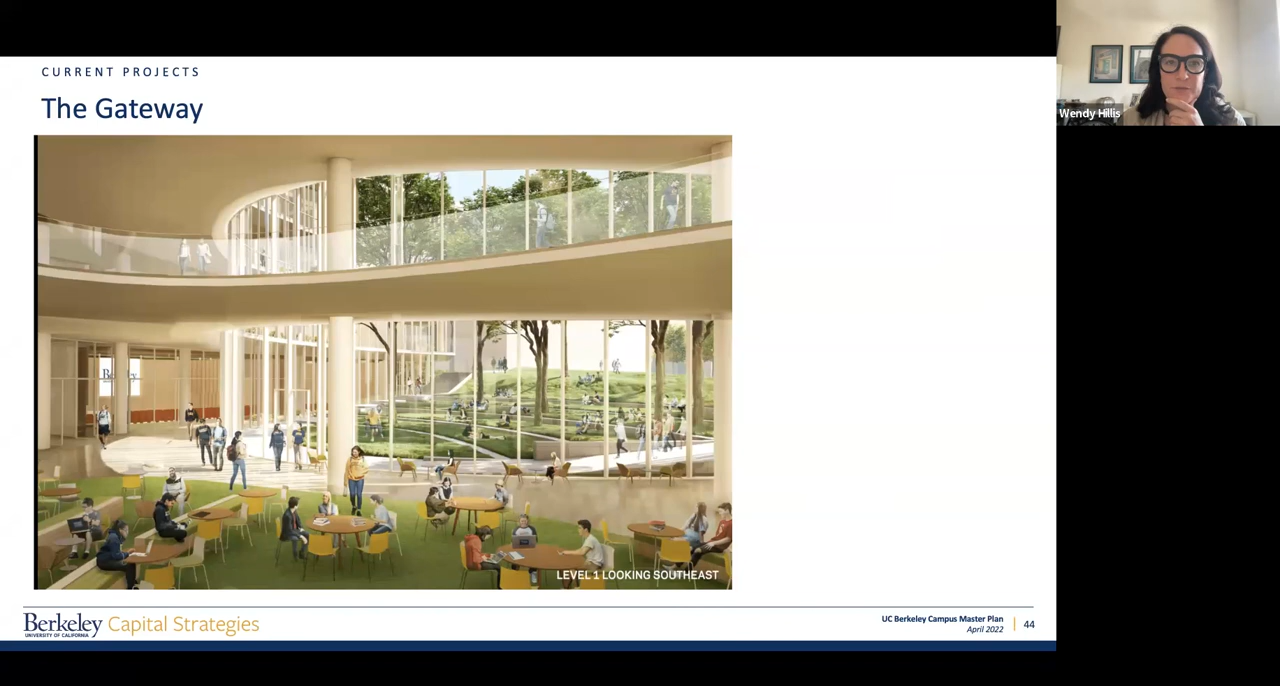 CURRENT PROJECTS
The Gateway
Wendy Hillis
Berkeley
LEVEL 1 LOOKING SOUTHEAST
Berkeley Capital Strategies
UNIVERSITY OF CALIFORNIA
UC Berkeley Campus Master Plan
April 2022
44